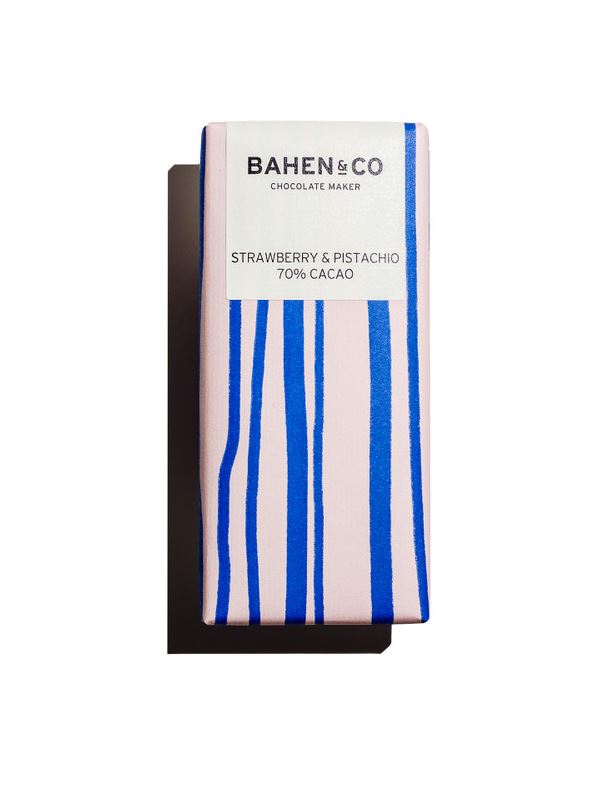 BAHEN & CO
CHOCOLATE MAKER
STRAWBERRY & PISTACHIO
70% CACAO